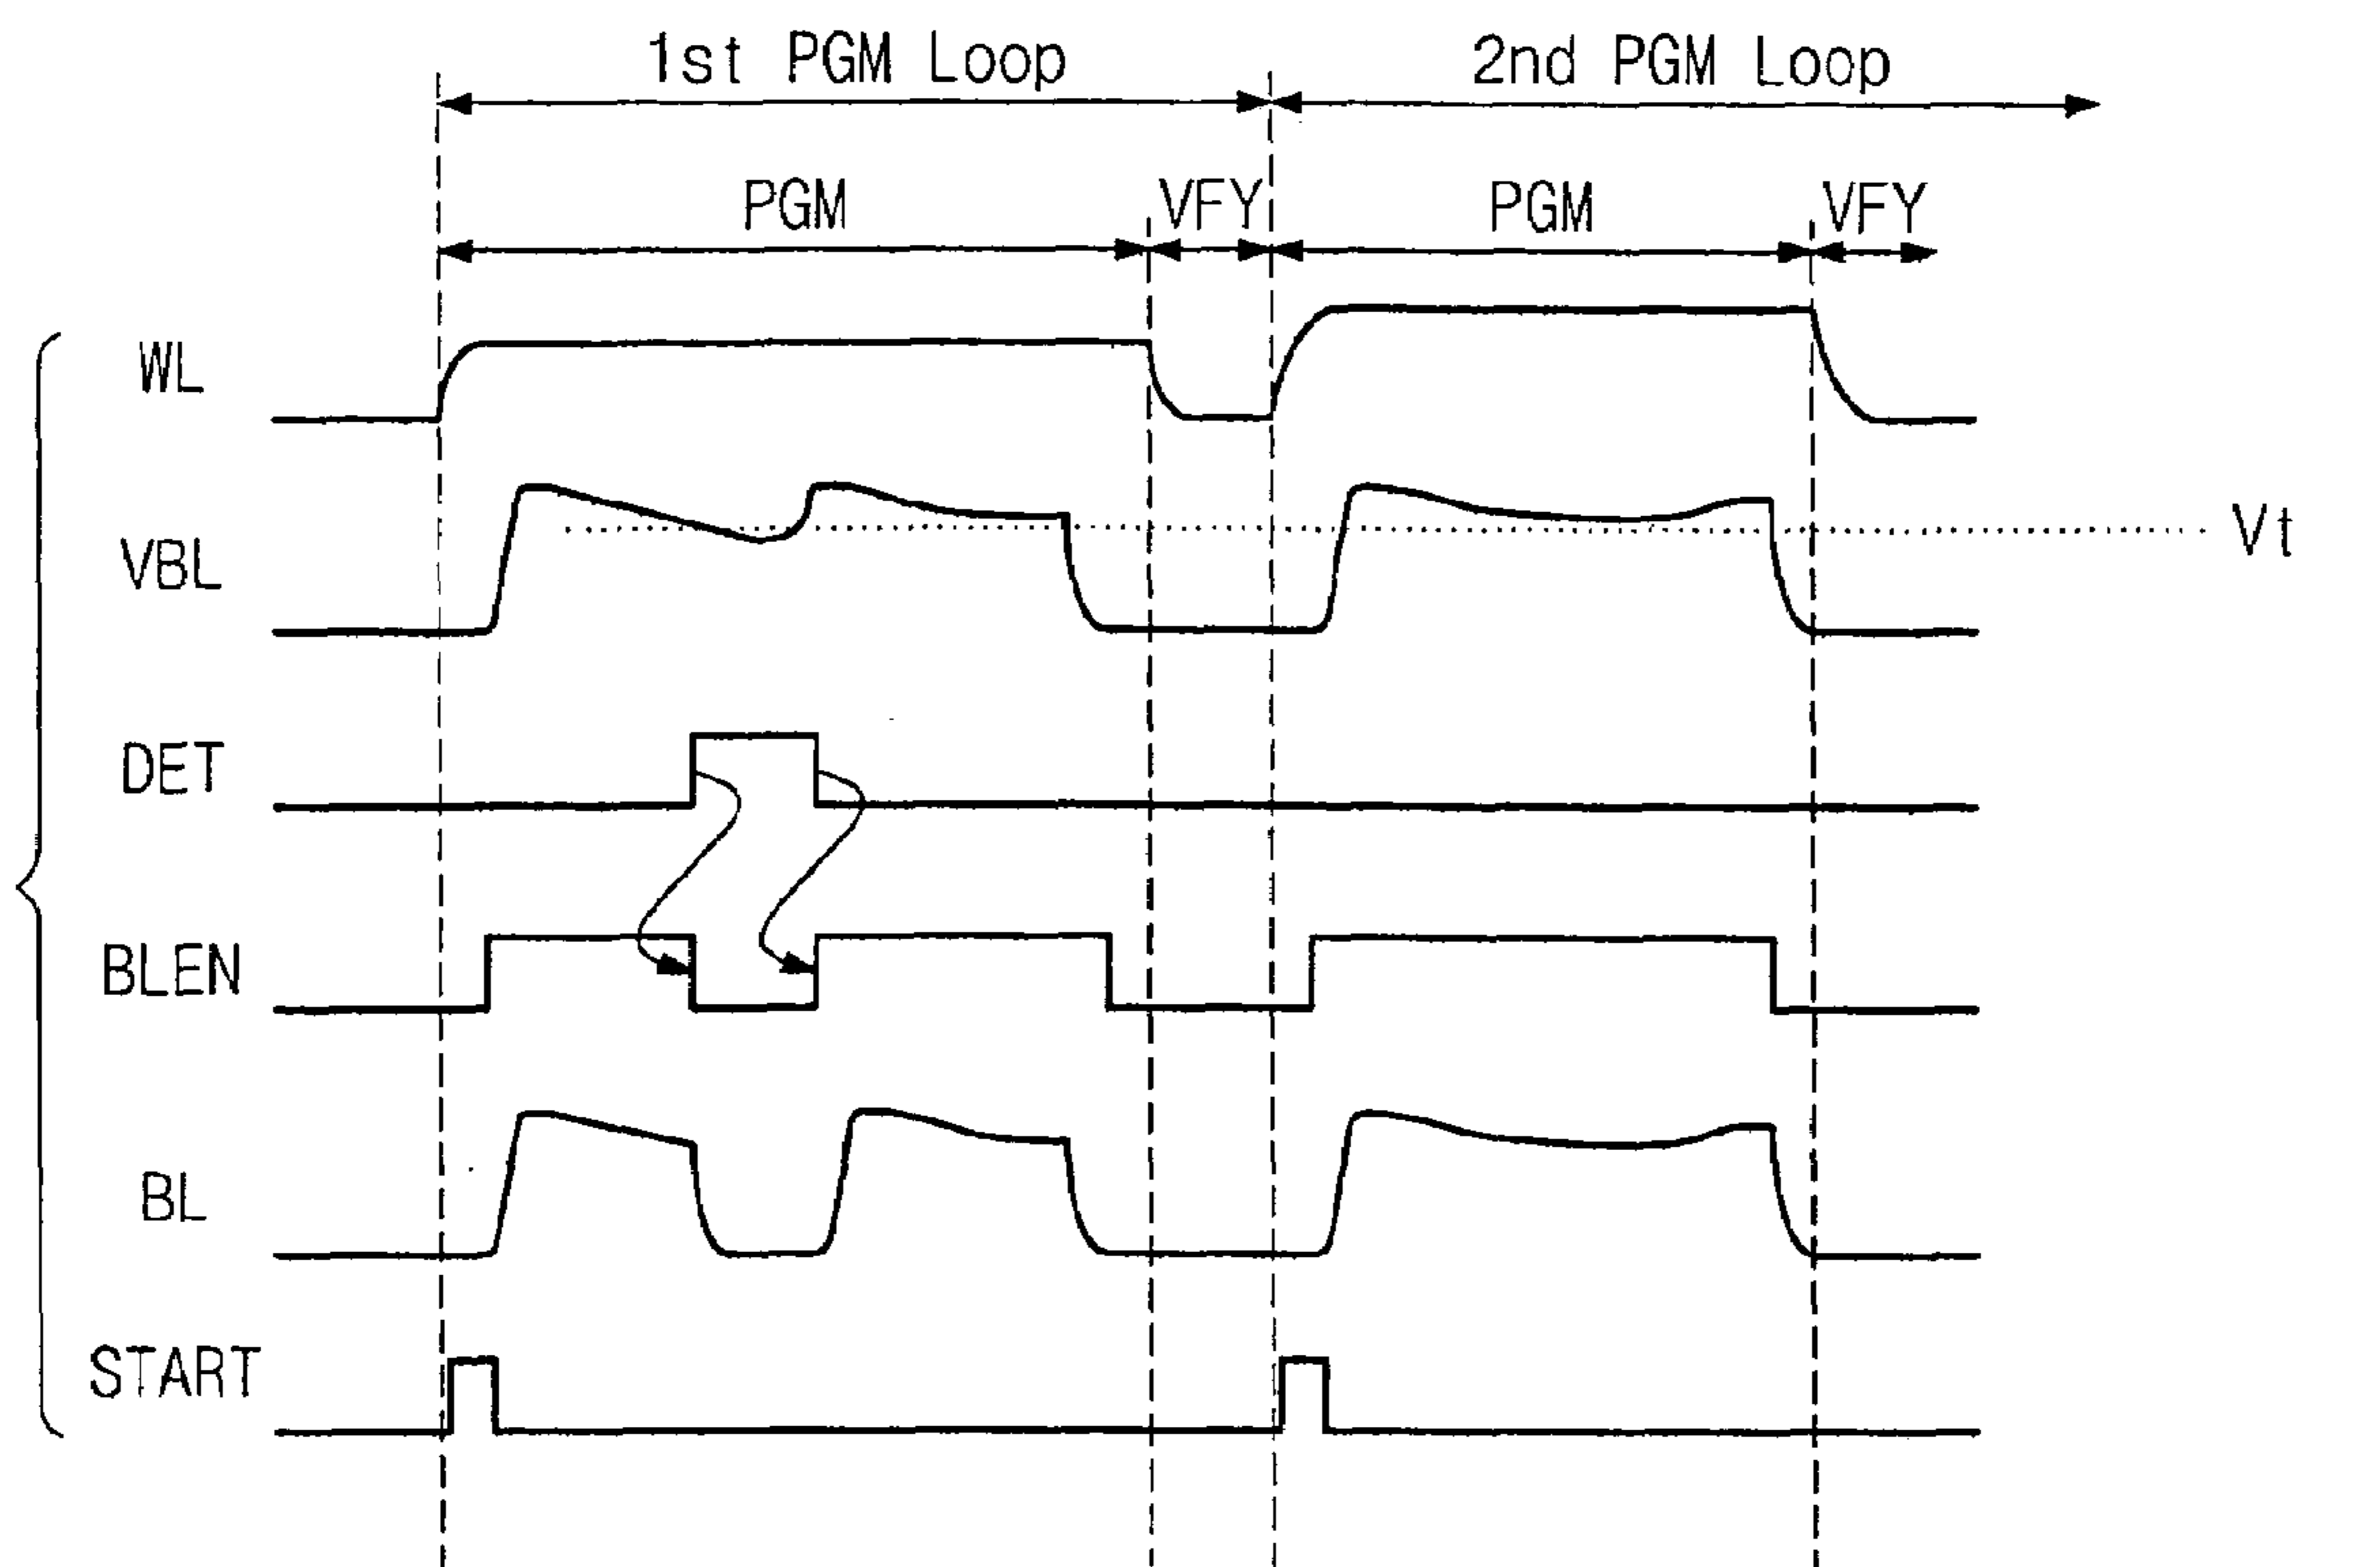 1st PGM Loop 2nd PGM Loop
PGM VFY PGM VFY
WL
VBL
Vt
DET
BLEN
BL
START